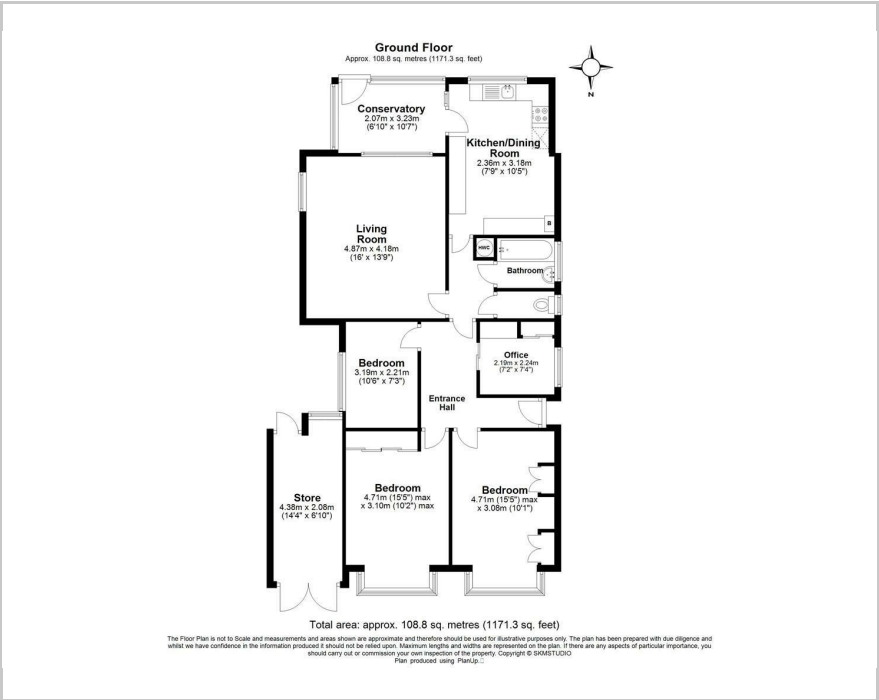 Ground Floor
Approx. 108.8 sq. metres (1171.3 sq. feet)
N
Conservatory
2.07m x 3.23m
(6'10" x 10'7")
Kitchen/Dining
Room
2.36m x 3.18m
(7'9" x 10'5")
B
Living
Room
4.87m x 4.18m
(16' x 13'9")
HWC
Bathroom
Office
2.19m x 2.24m
(7'2" x 7'4")
Bedroom
3.19m x 2.21m
(10'6" x 7'3")
Entrance
Hall
Store
4.38m x 2.08m
(14'4" x 6'10")
Bedroom
4.71m (15'5") max
x 3.10m (10'2") max
Bedroom
4.71m (15'5") max
x 3.08m (10'1")
Total area: approx. 108.8 sq. metres (1171.3 sq. feet)
The Floor Plan is not to Scale and measurements and areas shown are approximate and therefore should be used for illustrative purposes only. The plan has been prepared with due diligence and
whilst we have confidence in the information produced it should not be relied upon. Maximum lengths and widths are represented on the plan. If there are any aspects of particular importance, you
should carry out or commission your own inspection of the property. Copyright © SKMSTUDIO
Plan produced using PlanUp.